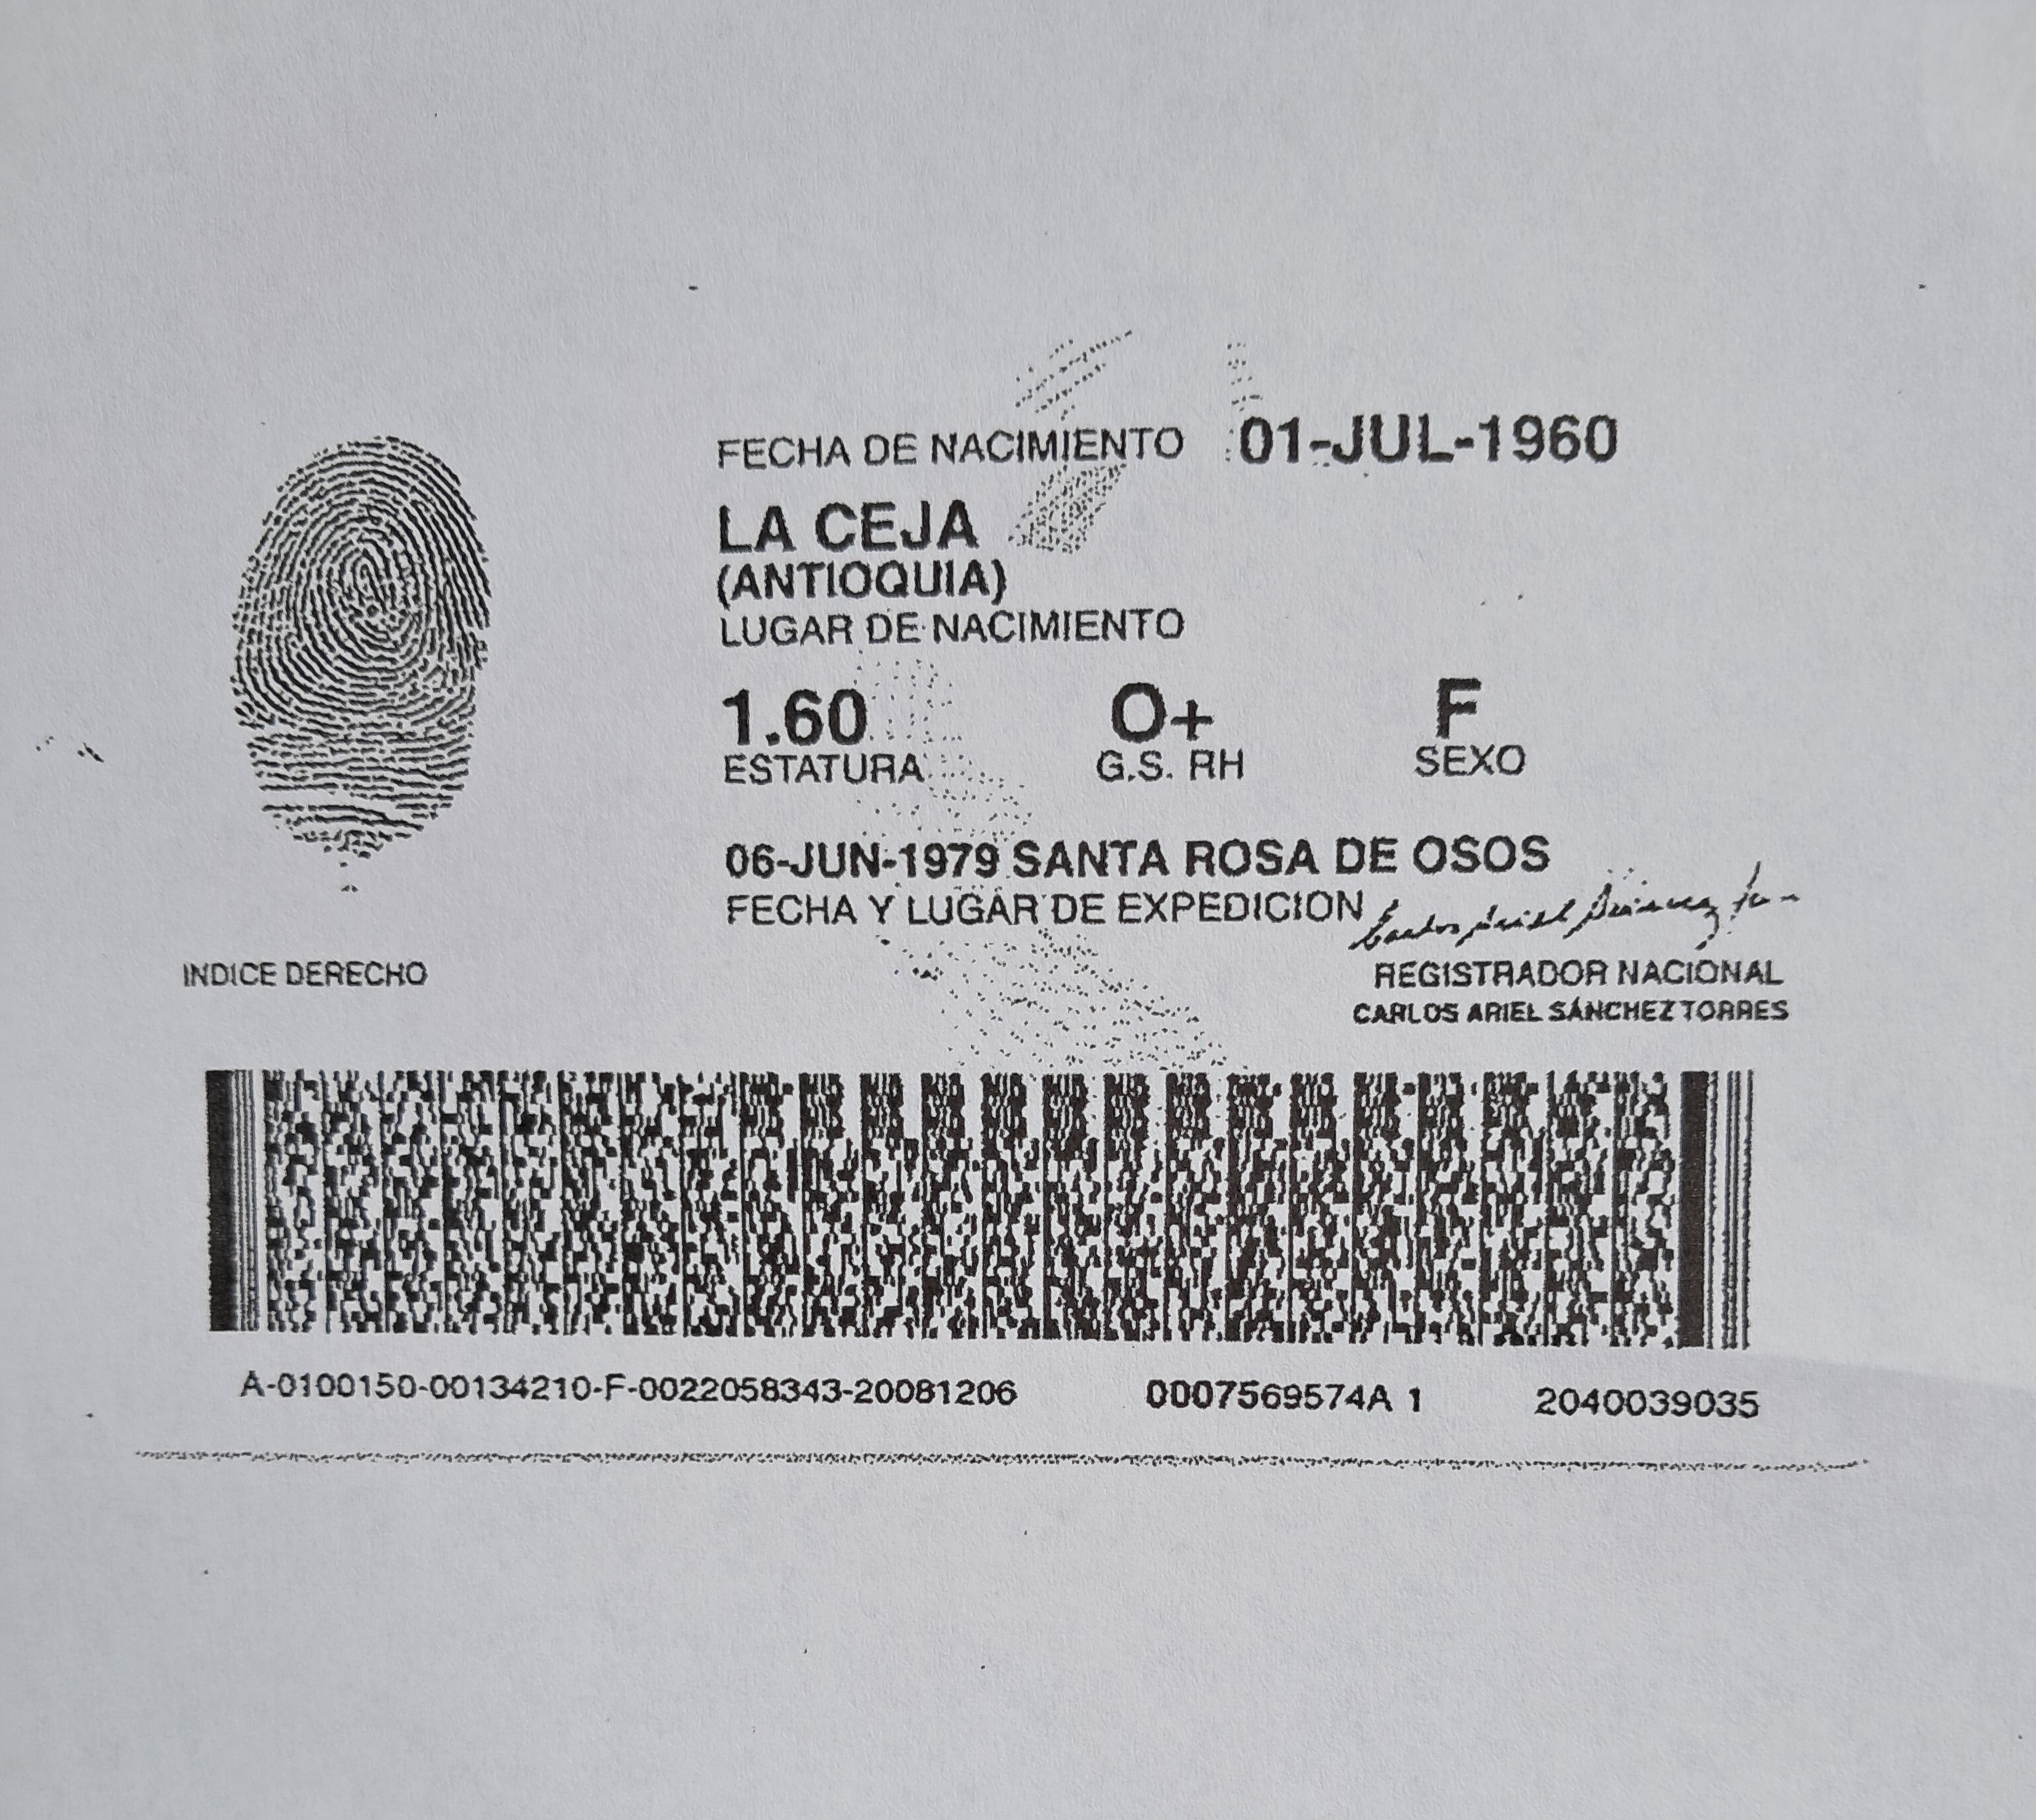 FECHA DE NACIMIENTO 01-JUL-1960
LA CEJA
(ANTIOQUIA)
LUGAR DE NACIMIENTO
1.60 O+ F
ESTATURA G.S. RH SEXO
06-JUN-1979 SANTA ROSA DE OSOS
FECHA Y LUGAR DE EXPEDICION
INDICE DERECHO
REGISTRADOR NACIONAL
CARLOS ARIEL SÁNCHEZ TORRES
A-0100150-00134210-F-0022058343-20081206 0007569574A 1 2040039035